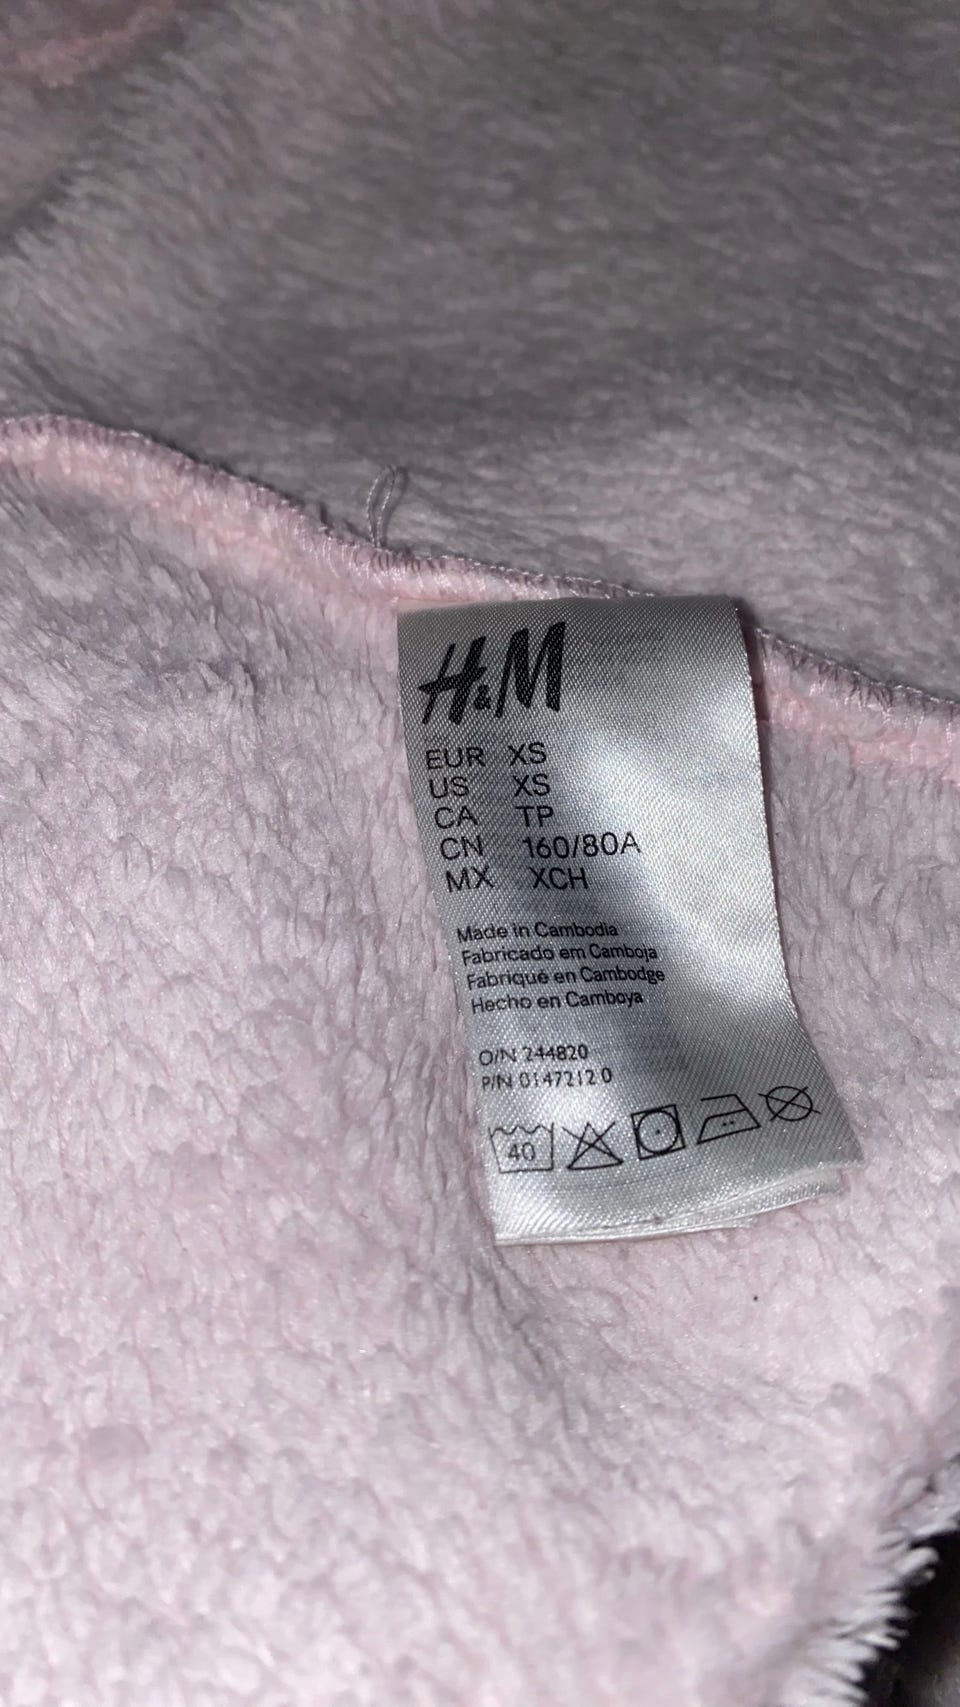 H&M
EUR XS
US XS
CA TP
CN 160/80A
MX XCH
Made in Cambodia
Fabricado em Camboja
Fabriqué en Cambodge
Hecho en Camboya
O/N 244820
P/N 0147212 0
40